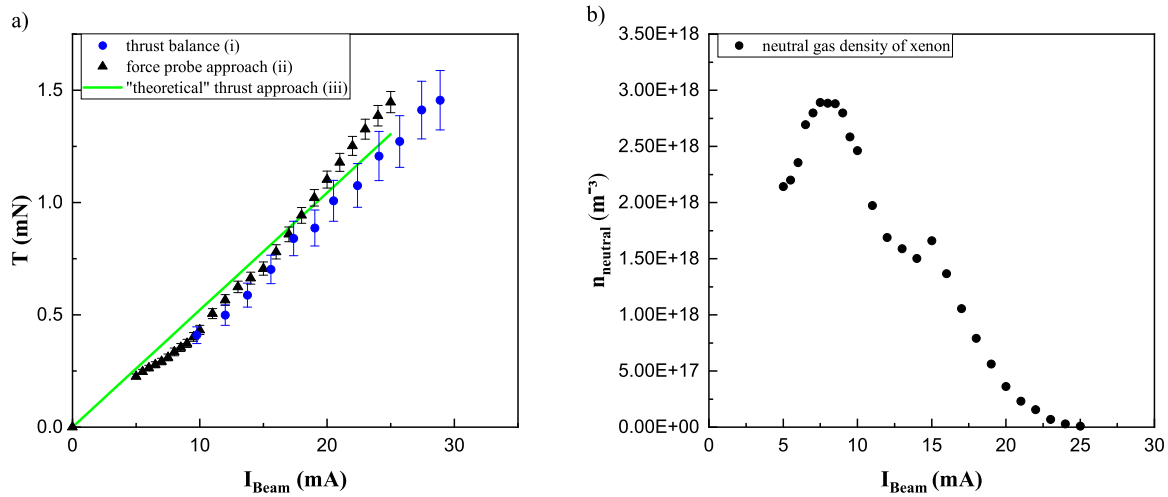 a)
thrust balance (i)
force probe approach (ii)
"theoretical" thrust approach (iii)
1.5
1.0
0.5
0.0
T (mN)
0
10
20
30
I_Beam (mA)
b)
neutral gas density of xenon
3.50E+18
3.00E+18
2.50E+18
2.00E+18
1.50E+18
1.00E+18
5.00E+17
0.00E+00
n_neutral (m⁻³)
0
5
10
15
20
25
30
I_Beam (mA)